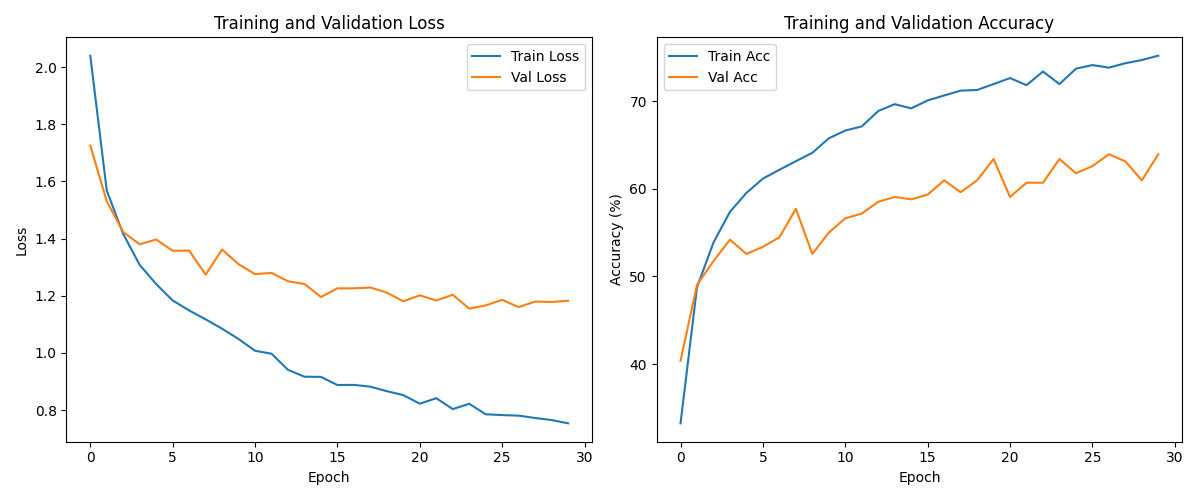 Training and Validation Loss
Train Loss
Val Loss
Loss
2.0
1.8
1.6
1.4
1.2
1.0
0.8
0 5 10 15 20 25 30
Epoch
Training and Validation Accuracy
Train Acc
Val Acc
Accuracy (%)
70
60
50
40
0 5 10 15 20 25 30
Epoch